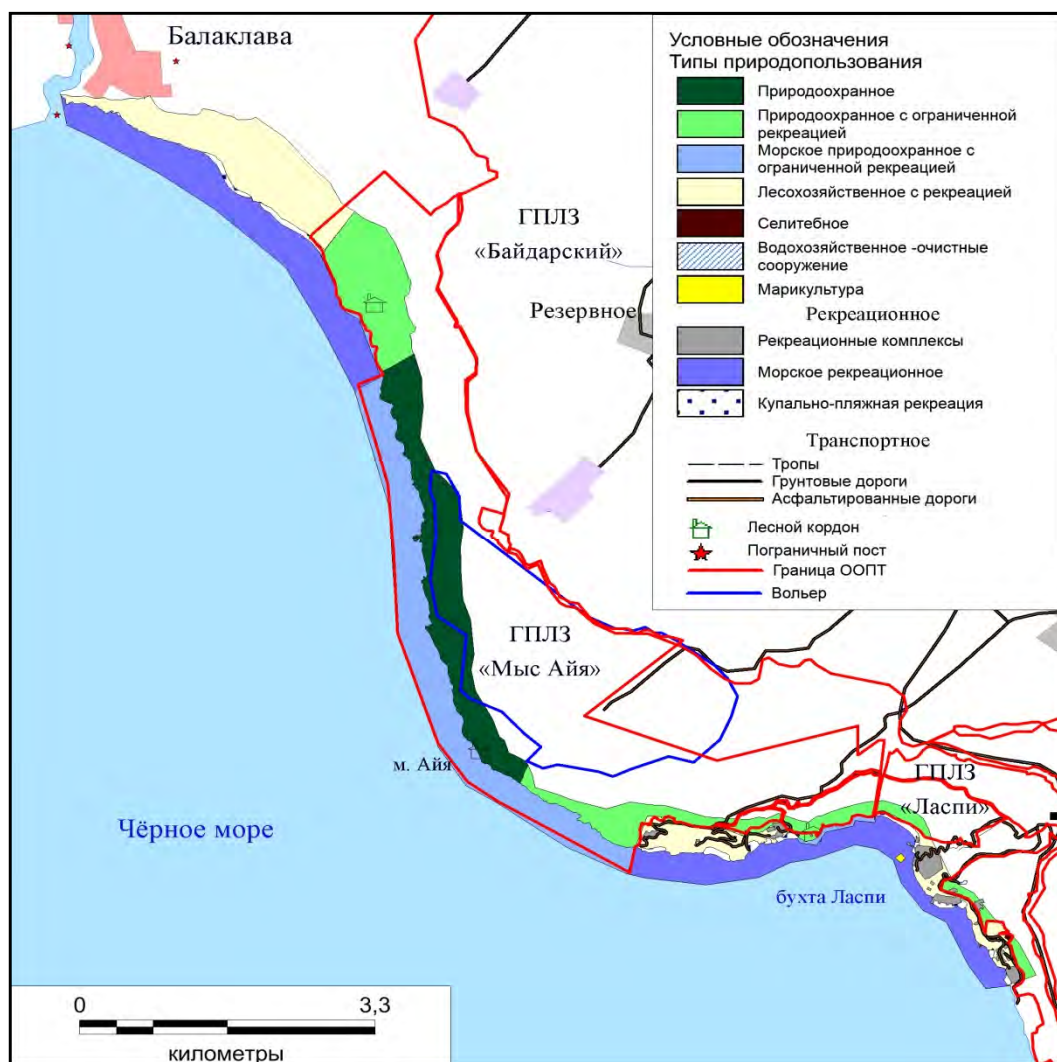 Балаклава
ГПЛЗ
«Байдарский»
Резервное
ГПЛЗ
«Мыс Айя»
м. Айя
ГПЛЗ
«Ласпи»
Чёрное море
бухта Ласпи
Условные обозначения
Типы природопользования
Природоохранное
Природоохранное с ограниченной
рекреацией
Морское природоохранное с
ограниченной рекреацией
Лесохозяйственное с рекреацией
Селитебное
Водохозяйственное -очистные
сооружение
Марикультура
Рекреационное
Рекреационные комплексы
Морское рекреационное
Купально-пляжная рекреация
Транспортное
Тропы
Грунтовые дороги
Асфальтированные дороги
Лесной кордон
Пограничный пост
Граница ООПТ
Вольер
0 3,3
километры